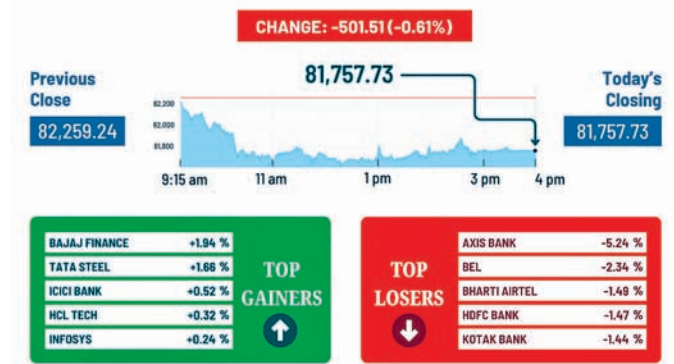 CHANGE: -501.51 (-0.61%)
Previous
Close
82,259.24
81,757.73
Today's
Closing
81,757.73
82,200
82,000
81,800
9:15 am
11 am
1 pm
3 pm
4 pm
BAJAJ FINANCE +1.94 %
TATA STEEL +1.66 %
ICICI BANK +0.52 %
HCL TECH +0.32 %
INFOSYS +0.24 %
TOP
GAINERS
TOP
LOSERS
AXIS BANK -5.24 %
BEL -2.34 %
BHARTI AIRTEL -1.49 %
HDFC BANK -1.47 %
KOTAK BANK -1.44 %